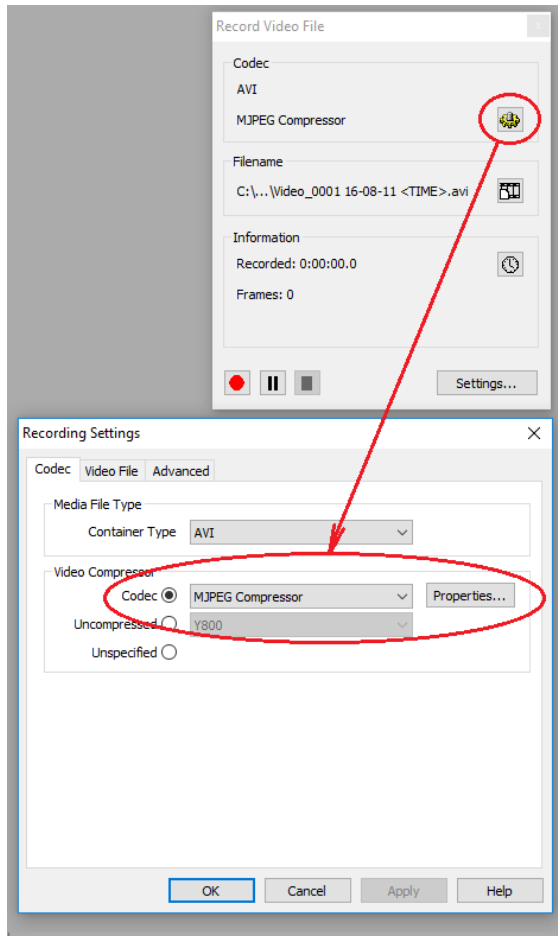 Record Video File
Codec
AVI
MJPEG Compressor
Filename
C:\...\Video_0001 16-08-11 <TIME>.avi
Information
Recorded: 0:00:00.0
Frames: 0
Settings...
Recording Settings
Codec Video File Advanced
Media File Type
Container Type AVI
Video Compressor
Codec MJPEG Compressor Properties...
Uncompressed Y800
Unspecified
OK Cancel Apply Help